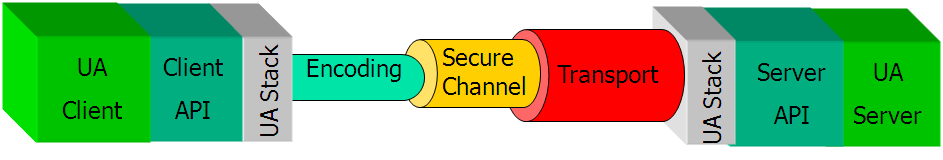 UA
Client
Client
API
UA Stack
Encoding
Secure
Channel
Transport
UA Stack
Server
API
UA
Server